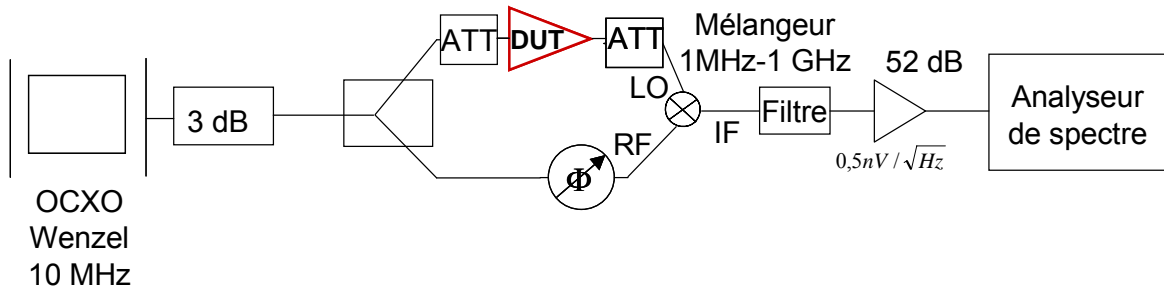 OCXO
Wenzel
10 MHz
3 dB
ATT
DUT
ATT
LO
Φ
RF
Mélangeur
1MHz-1 GHz
IF
Filtre
52 dB
0,5nV / √Hz
Analyseur
de spectre